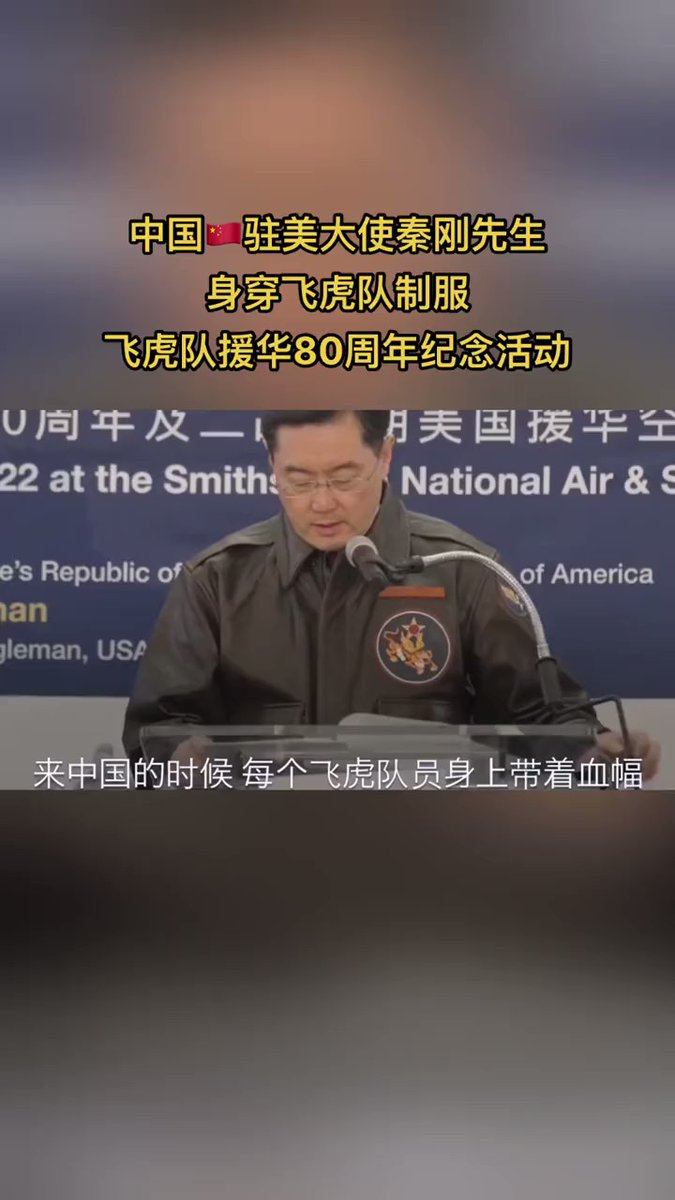 中国🇨🇳驻美大使秦刚先生
身穿飞虎队制服
飞虎队援华80周年纪念活动
0周年及二
美国援华空
22 at the Smiths
National Air & S
e's Republic of
of America
man
gleman, USA
来中国的时候 每个飞虎队员身上带着血幅